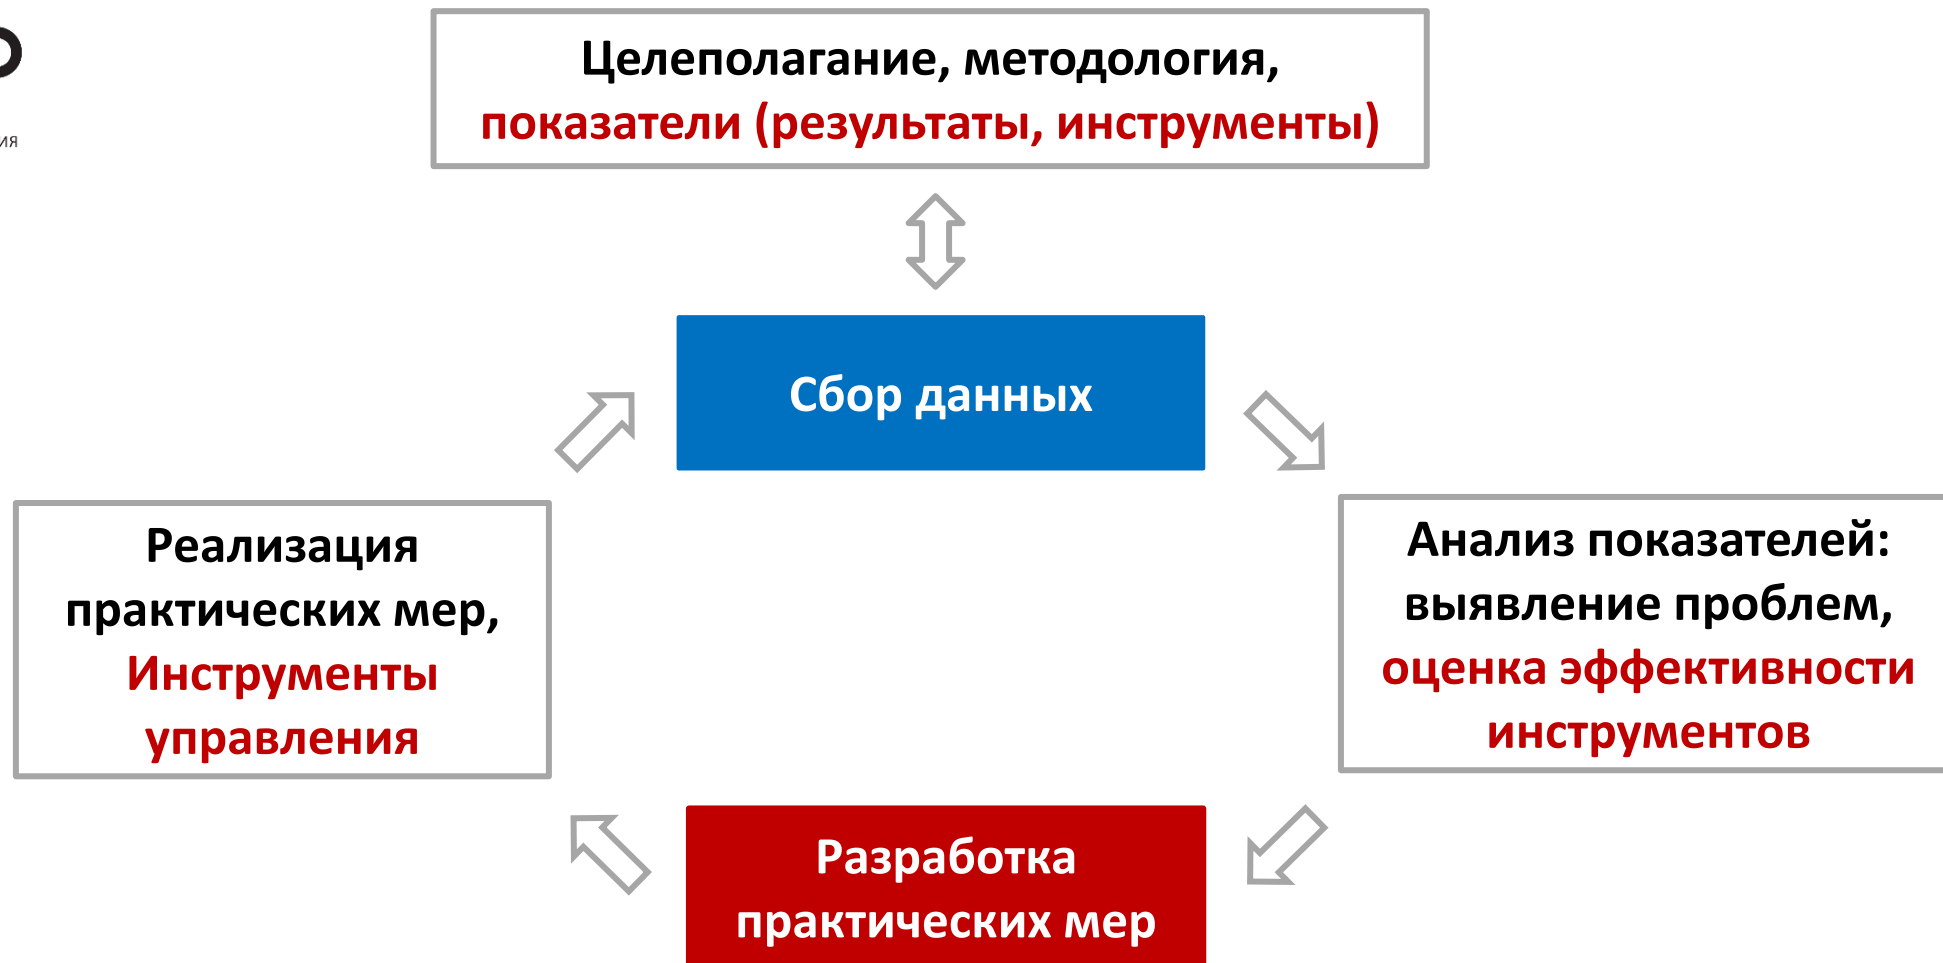 Целеполагание, методология,
показатели (результаты, инструменты)
Сбор данных
Реализация
практических мер,
Инструменты
управления
Анализ показателей:
выявление проблем,
оценка эффективности
инструментов
Разработка
практических мер